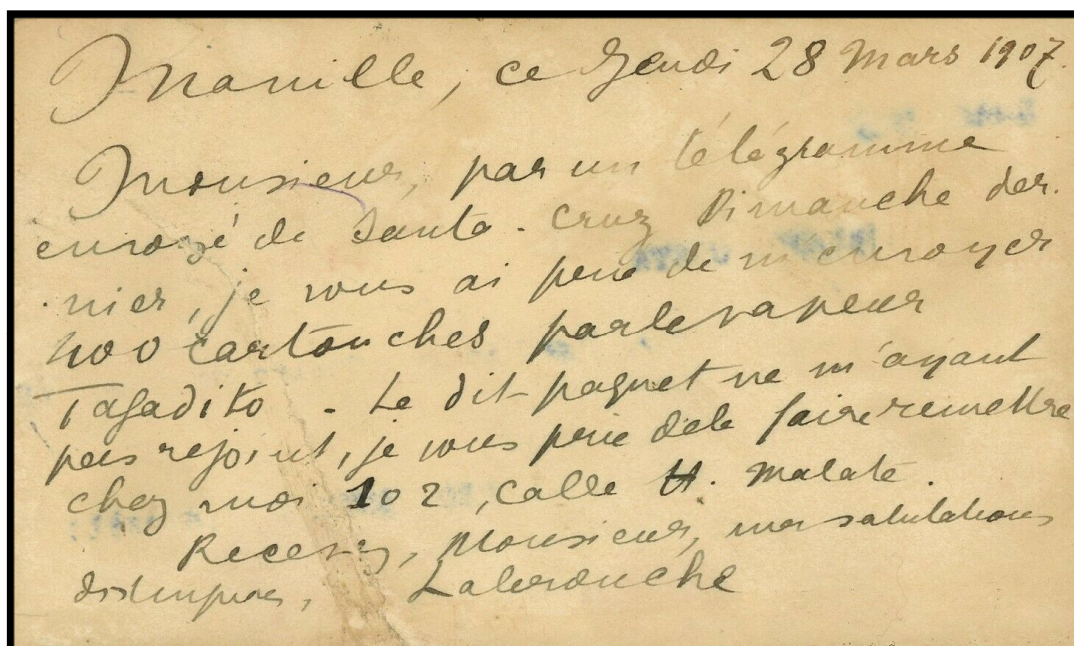 Manille, ce Jeudi 28 Mars 1907.
Monsieur, par un télégramme
envoyé de Santa-Cruz Dimanche der-
nier, je vous ai prié de m'envoyer
400 cartouches par le vapeur
Tagadito. Le dit paquet ne m'ayant
pas rejoint, je vous prie de le faire remettre
chez moi 102, Calle H. Malate.
Recevez, Monsieur, mes salutations
distinguées,